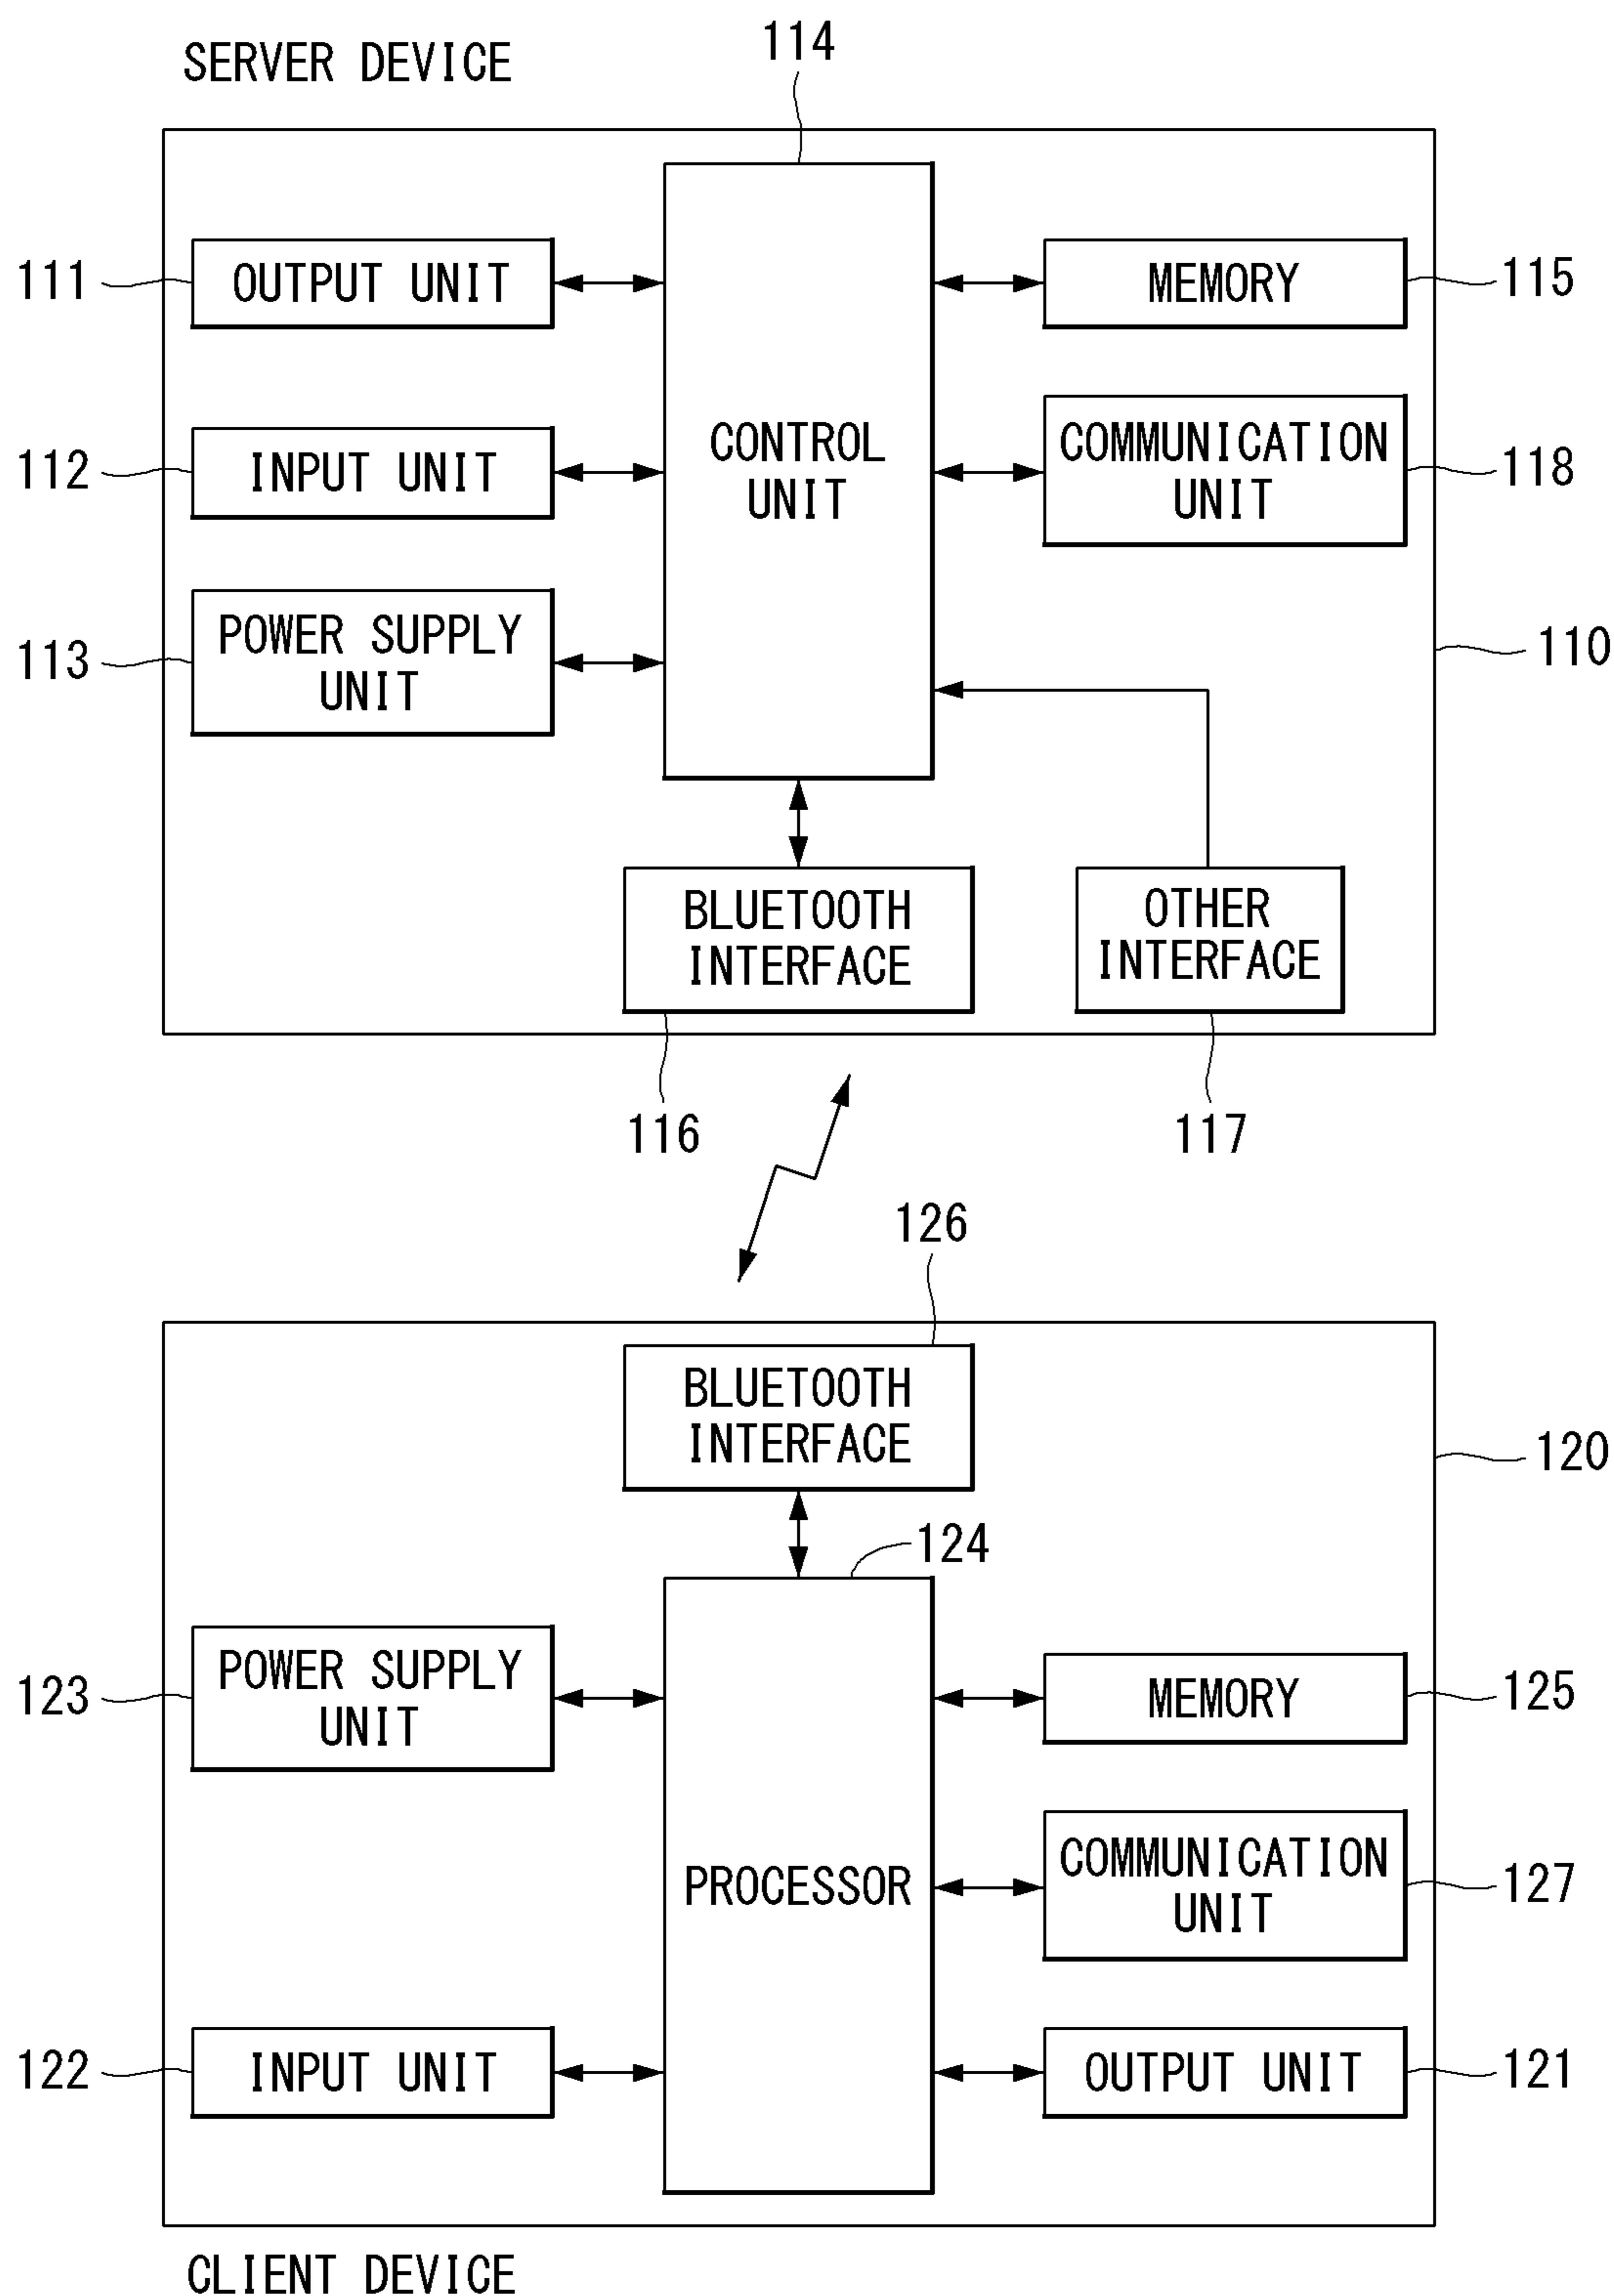 SERVER DEVICE
114
111
OUTPUT UNIT
MEMORY
115
112
INPUT UNIT
CONTROL
UNIT
COMMUNICATION
UNIT
118
113
POWER SUPPLY
UNIT
110
BLUETOOTH
INTERFACE
OTHER
INTERFACE
116
117
126
BLUETOOTH
INTERFACE
120
124
123
POWER SUPPLY
UNIT
MEMORY
125
PROCESSOR
COMMUNICATION
UNIT
127
122
INPUT UNIT
OUTPUT UNIT
121
CLIENT DEVICE